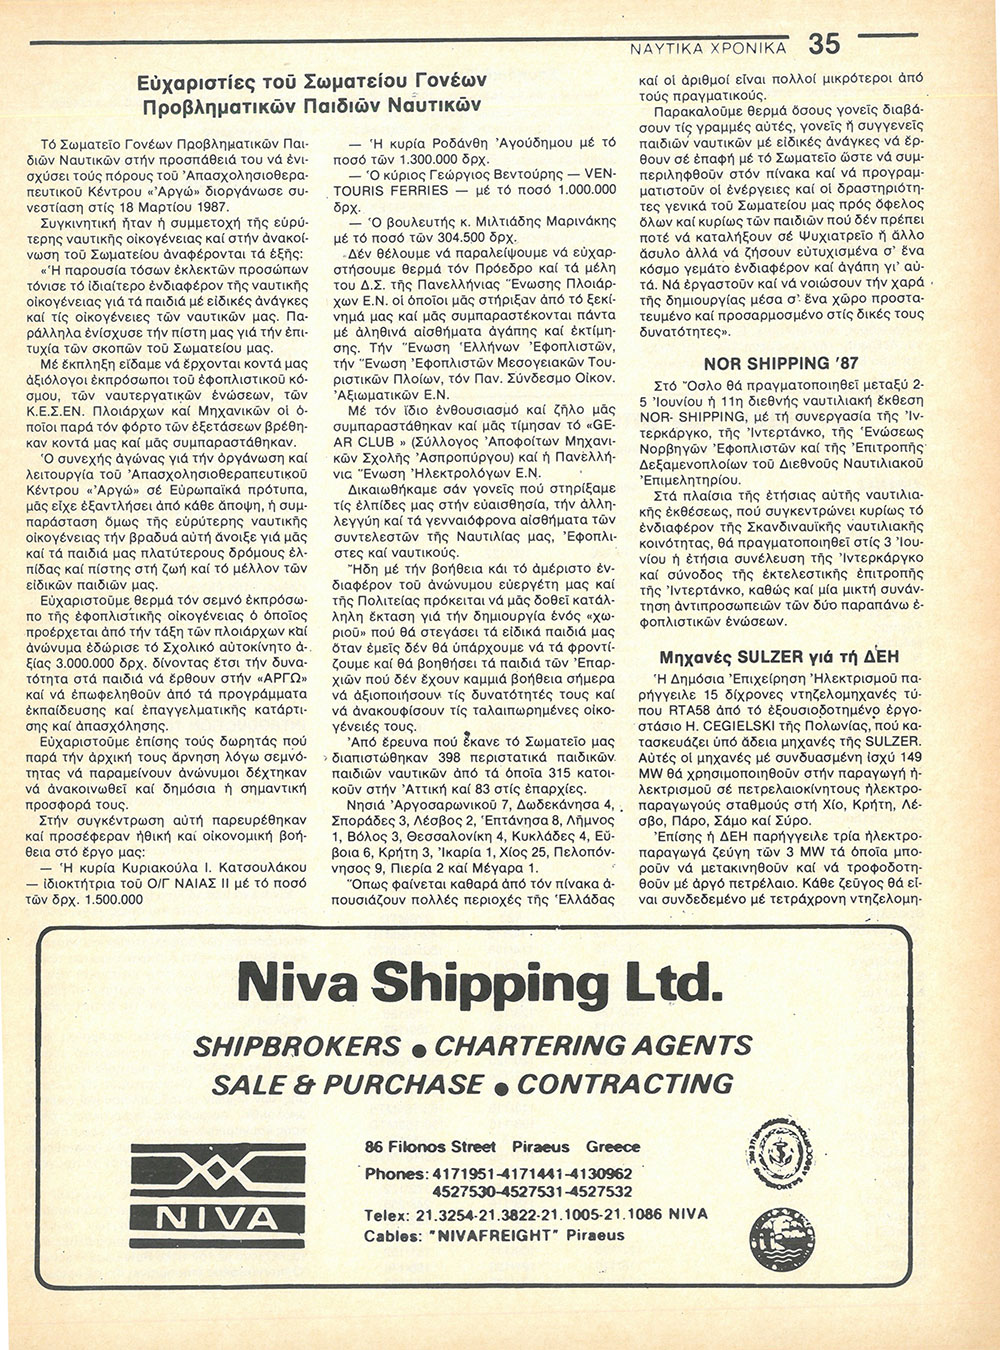 ΝΑΥΤΙΚΑ ΧΡΟΝΙΚΑ 35
Εὐχαριστίες τοῦ Σωματείου Γονέων
Προβληματικῶν Παιδιῶν Ναυτικῶν
Τό Σωματεῖο Γονέων Προβληματικῶν Παι-
διῶν Ναυτικῶν στήν προσπάθειά του νά ἐνι-
σχύσει τούς πόρους τοῦ ’Απασχολησιοθερα-
πευτικοῦ Κέντρου «’Αργώ» διοργάνωσε συ-
νεστίαση στίς 18 Μαρτίου 1987.
Συγκινητική ἤταν ἡ συμμετοχή τῆς εὐρύ-
τερης ναυτικῆς οἰκογένειας καί στήν ἀνακοί-
νωση τοῦ Σωματείου ἀναφέρονται τά ἑξῆς:
«Ἡ παρουσία τόσων ἐκλεκτῶν προσώπων
τόνισε τό ἰδιαίτερο ἐνδιαφέρον τῆς ναυτικῆς
οἰκογένειας γιά τά παιδιά μέ εἰδικές ἀνάγκες
καί τίς οἰκογένειες τῶν ναυτικῶν μας. Πα-
ράλληλα ἐνίσχυσε τήν πίστη μας γιά τήν ἐπι-
τυχία τῶν σκοπῶν τοῦ Σωματείου μας.
Μέ ἔκπληξη εἴδαμε νά ἔρχονται κοντά μας
ἀξιόλογοι ἐκπρόσωποι τοῦ ἐφοπλιστικοῦ κό-
σμου, τῶν ναυτεργατικῶν ἑνώσεων, τῶν
Κ.Ε.Σ.ΕΝ. Πλοιάρχων καί Μηχανικῶν οἱ ὁ-
ποῖοι παρά τόν φόρτο τῶν ἐξετάσεων βρέθη-
καν κοντά μας καί μᾶς συμπαραστάθηκαν.
Ὁ συνεχής ἀγώνας γιά τήν ὀργάνωση καί
λειτουργία τοῦ ’Απασχολησιοθεραπευτικοῦ
Κέντρου «’Αργώ» σέ Εὐρωπαϊκά πρότυπα,
μᾶς εἶχε ἐξαντλήσει ἀπό κάθε ἄποψη, ἡ συμ-
παράσταση ὅμως τῆς εὐρύτερης ναυτικῆς
οἰκογένειας τήν βραδυά αὐτή ἄνοιξε γιά μᾶς
καί τά παιδιά μας πλατύτερους δρόμους ἐλ-
πίδας καί πίστης στή ζωή καί τό μέλλον τῶν
εἰδικῶν παιδιῶν μας.
Εὐχαριστοῦμε θερμά τόν σεμνό ἐκπρόσω-
πο τῆς ἐφοπλιστικῆς οἰκογένειας ὁ ὁποῖος
προέρχεται ἀπό τήν τάξη τῶν πλοιάρχων καί
ἀνώνυμα ἐδώρισε τό Σχολικό αὐτοκίνητο ἀ-
ξίας 3.000.000 δρχ. δίνοντας ἔτσι τήν δυνα-
τότητα στά παιδιά νά ἔρθουν στήν «ΑΡΓΩ»
καί νά ἐπωφεληθοῦν ἀπό τά προγράμματα
ἐκπαίδευσης καί ἐπαγγελματικῆς κατάρτι-
σης καί ἀπασχόλησης.
Εὐχαριστοῦμε ἐπίσης τούς δωρητάς πού
παρά τήν ἀρχική τους ἄρνηση λόγω σεμνό-
τητας νά παραμείνουν ἀνώνυμοι δέχτηκαν
νά ἀνακοινωθεῖ καί δημόσια ἡ σημαντική
προσφορά τους.
Στήν συγκέντρωση αὐτή παρευρέθηκαν
καί προσέφεραν ἠθική καί οἰκονομική βοή-
θεια στό ἔργο μας:
— Ἡ κυρία Κυριακούλα Ι. Κατσουλάκου
— ἰδιοκτήτρια τοῦ Ο/Γ ΝΑΙΑΣ ΙΙ μέ τό ποσό
τῶν δρχ. 1.500.000
— Ἡ κυρία Ροδάνθη ’Αγούδημου μέ τό
ποσό τῶν 1.300.000 δρχ.
— Ὁ κύριος Γεώργιος Βεντούρης — VEN-
TOURIS FERRIES — μέ τό ποσό 1.000.000
δρχ.
— Ὁ βουλευτής κ. Μιλτιάδης Μαρινάκης
μέ τό ποσό τῶν 304.500 δρχ.
Δέν θέλουμε νά παραλείψουμε νά εὐχαρ-
στήσουμε θερμά τόν Πρόεδρο καί τά μέλη
του Δ.Σ. τῆς Πανελλήνιας Ἕνωσης Πλοιάρ-
χων Ε.Ν. οἱ ὁποῖοι μᾶς στήριξαν ἀπό τό ξεκί-
νημά μας καί μᾶς συμπαραστέκονται πάντα
μέ ἀληθινά αἰσθήματα ἀγάπης καί ἐκτίμη-
σης. Τήν Ἕνωση Ἑλλήνων ’Εφοπλιστῶν,
τήν Ἕνωση ’Εφοπλιστῶν Μεσογειακῶν Του-
ριστικῶν Πλοίων, τόν Παν. Σύνδεσμο Οἰκον.
’Αξιωματικῶν Ε.Ν.
Μέ τόν ἴδιο ἐνθουσιασμό καί ζῆλο μᾶς
συμπαραστάθηκαν καί μᾶς τίμησαν τό «GE-
AR CLUB » (Σύλλογος ’Αποφοίτων Μηχανι-
κῶν Σχολῆς ’Ασπροπύργου) καί ἡ Πανελλή-
νια Ἕνωση Ἠλεκτρολόγων Ε.Ν.
Δικαιωθήκαμε σάν γονεῖς πού στηρίξαμε
τίς ἐλπίδες μας στήν εὐαισθησία, τήν ἀλλη-
λεγγύη καί τά γενναιόφρονα αἰσθήματα τῶν
συντελεστῶν τῆς Ναυτιλίας μας, ’Εφοπλι-
στες καί ναυτικούς.
Ἤδη μέ τήν βοήθεια καί τό ἀμέριστο ἐν-
διαφέρον τοῦ ἀνώνυμου εὐεργέτη μας καί
τῆς Πολιτείας πρόκειται νά μᾶς δοθεῖ κατάλ-
ληλη ἔκταση γιά τήν δημιουργία ἑνός «χω-
ριοῦ» πού θά στεγάσει τά εἰδικά παιδιά μας
ὅταν ἐμεῖς δέν θά ὑπάρχουμε νά τά φροντί-
ζουμε καί θά βοηθήσει τά παιδιά τῶν ’Επαρ-
χιῶν πού δέν ἔχουν καμμιά βοήθεια σήμερα
νά ἀξιοποιήσουν τίς δυνατότητές τους καί
νά ἀνακουφίσουν τίς ταλαιπωρημένες οἰκο-
γένειές τους.
’Από ἔρευνα πού ἔκανε τό Σωματεῖο μας
διαπιστώθηκαν 398 περιστατικά παιδικῶν
παιδιῶν ναυτικῶν ἀπό τά ὁποῖα 315 κατοι-
κοῦν στήν ’Αττική καί 83 στίς ἐπαρχίες.
Νησιά ’Αργοσαρωνικοῦ 7, Δωδεκάνησα 4,
Σποράδες 3, Λέσβος 2, Ἑπτάνησα 8, Λῆμνος
1, Βόλος 3, Θεσσαλονίκη 4, Κυκλάδες 4, Εὔ-
βοια 6, Κρήτη 3, ’Ικαρία 1, Χίος 25, Πελοπόν-
νησος 9, Πιερία 2 καί Μέγαρα 1.
Ὅπως φαίνεται καθαρά ἀπό τόν πίνακα ἀ-
πουσιάζουν πολλές περιοχές τῆς Ἑλλάδας
καί οἱ ἀριθμοί εἶναι πολλοί μικρότεροι ἀπό
τούς πραγματικούς.
Παρακαλοῦμε θερμά ὅσους γονεῖς διαβά-
σουν τίς γραμμές αὐτές, γονεῖς ἤ συγγενεῖς
παιδιῶν ναυτικῶν μέ εἰδικές ἀνάγκες νά ἔρ-
θουν σέ ἐπαφή μέ τό Σωματεῖο ὥστε νά συμ-
περιληφθοῦν στόν πίνακα καί νά προγραμ-
ματιστοῦν οἱ ἐνέργειες καί οἱ δραστηριότη-
τες γενικά τοῦ Σωματείου μας πρός ὄφελος
ὅλων καί κυρίως τῶν παιδιῶν πού δέν πρέπει
ποτέ νά καταλήξουν σέ Ψυχιατρεῖο ἤ ἄλλο
ἄσυλο ἀλλά νά ζήσουν εὐτυχισμένα σ’ ἕνα
κόσμο γεμάτο ἐνδιαφέρον καί ἀγάπη γι’ αὐ-
τά. Νά ἐργαστοῦν καί νά νοιώσουν τήν χαρά
τῆς δημιουργίας μέσα σ’ ἕνα χῶρο προστα-
τευμένο καί προσαρμοσμένο στίς δικές τους
δυνατότητες».
NOR SHIPPING ’87
Στό Ὄσλο θά πραγματοποιηθεῖ μεταξύ 2-
5 ’Ιουνίου ἡ 11η διεθνής ναυτιλιακή ἔκθεση
NOR- SHIPPING, μέ τή συνεργασία τῆς ’Ιν-
τερκάργκο, τῆς ’Ιντερτάνκο, τῆς Ἑνώσεως
Νορβηγῶν ’Εφοπλιστῶν καί τῆς ’Επιτροπῆς
Δεξαμενοπλοίων τοῦ Διεθνοῦς Ναυτιλιακοῦ
’Επιμελητηρίου.
Στά πλαίσια τῆς ἐτήσιας αὐτῆς ναυτιλια-
κῆς ἐκθέσεως, πού συγκεντρώνει κυρίως τό
ἐνδιαφέρον τῆς Σκανδιναυϊκῆς ναυτιλιακῆς
κοινότητας, θά πραγματοποιηθεῖ στίς 3 ’Ιου-
νίου ἡ ἐτήσια συνέλευση τῆς ’Ιντερκάργκο
καί σύνοδος τῆς ἐκτελεστικῆς ἐπιτροπῆς
τῆς ’Ιντερτάνκο, καθώς καί μία μικτή συνάν-
τηση ἀντιπροσωπειῶν τῶν δύο παραπάνω ἐ-
φοπλιστικῶν ἑνώσεων.
Μηχανές SULZER γιά τή ΔΕΗ
Ἡ Δημόσια ’Επιχείρηση Ἠλεκτρισμοῦ πα-
ρήγγειλε 15 δίχρονες ντηζελομηχανές τύ-
που RTA58 ἀπό τό ἐξουσιοδοτημένο ἐργο-
στάσιο H. CEGIELSKI τῆς Πολωνίας, πού κα-
τασκευάζει ὑπό ἄδεια μηχανές τῆς SULZER.
Αὐτές οἱ μηχανές μέ συνδυασμένη ἰσχύ 149
MW θά χρησιμοποιηθοῦν στήν παραγωγή ἠ-
λεκτρισμοῦ σέ πετρελαιοκίνητους ἠλεκτρο-
παραγωγούς σταθμούς στή Χίο, Κρήτη, Λέ-
σβο, Πάρο, Σάμο καί Σύρο.
’Επίσης ἡ ΔΕΗ παρήγγειλε τρία ἠλεκτρο-
παραγωγά ζεύγη τῶν 3 MW τά ὁποῖα μπο-
ροῦν νά μετακινηθοῦν καί νά τροφοδοτη-
θοῦν μέ ἀργό πετρέλαιο. Κάθε ζεῦγος θά εἶ-
ναι συνδεδεμένο μέ τετράχρονη ντηζελομη-
Niva Shipping Ltd.
SHIPBROKERS ● CHARTERING AGENTS
SALE & PURCHASE ● CONTRACTING
NIVA
86 Filonos Street Piraeus Greece
Phones: 4171951-4171441-4130962
4527530-4527531-4527532
Telex: 21.3254-21.3822-21.1005-21.1086 NIVA
Cables: "NIVAFREIGHT" Piraeus